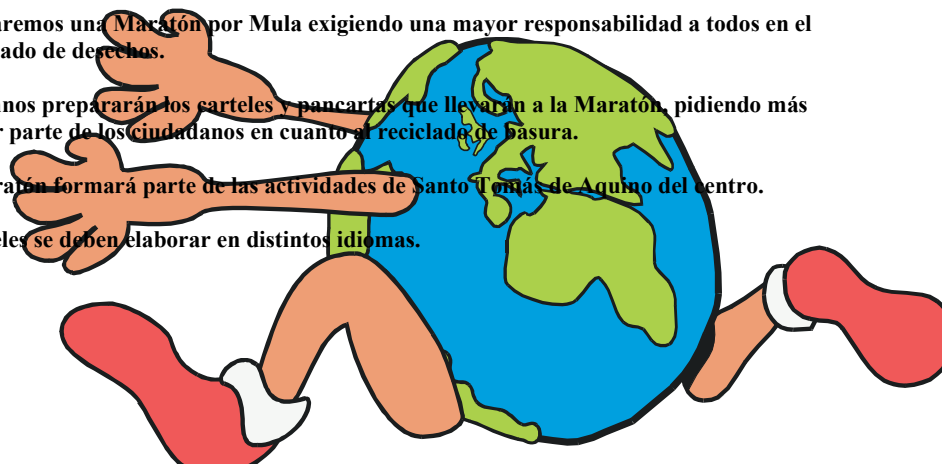 aremos una Maratón por Mula exigiendo una mayor responsabilidad a todos en el
ado de desechos.
nos prepararán los carteles y pancartas que llevarán a la Maratón, pidiendo más
r parte de los ciudadanos en cuanto al reciclado de basura.
ratón formará parte de las actividades de Santo Tomás de Aquino del centro.
eles se deben elaborar en distintos idiomas.